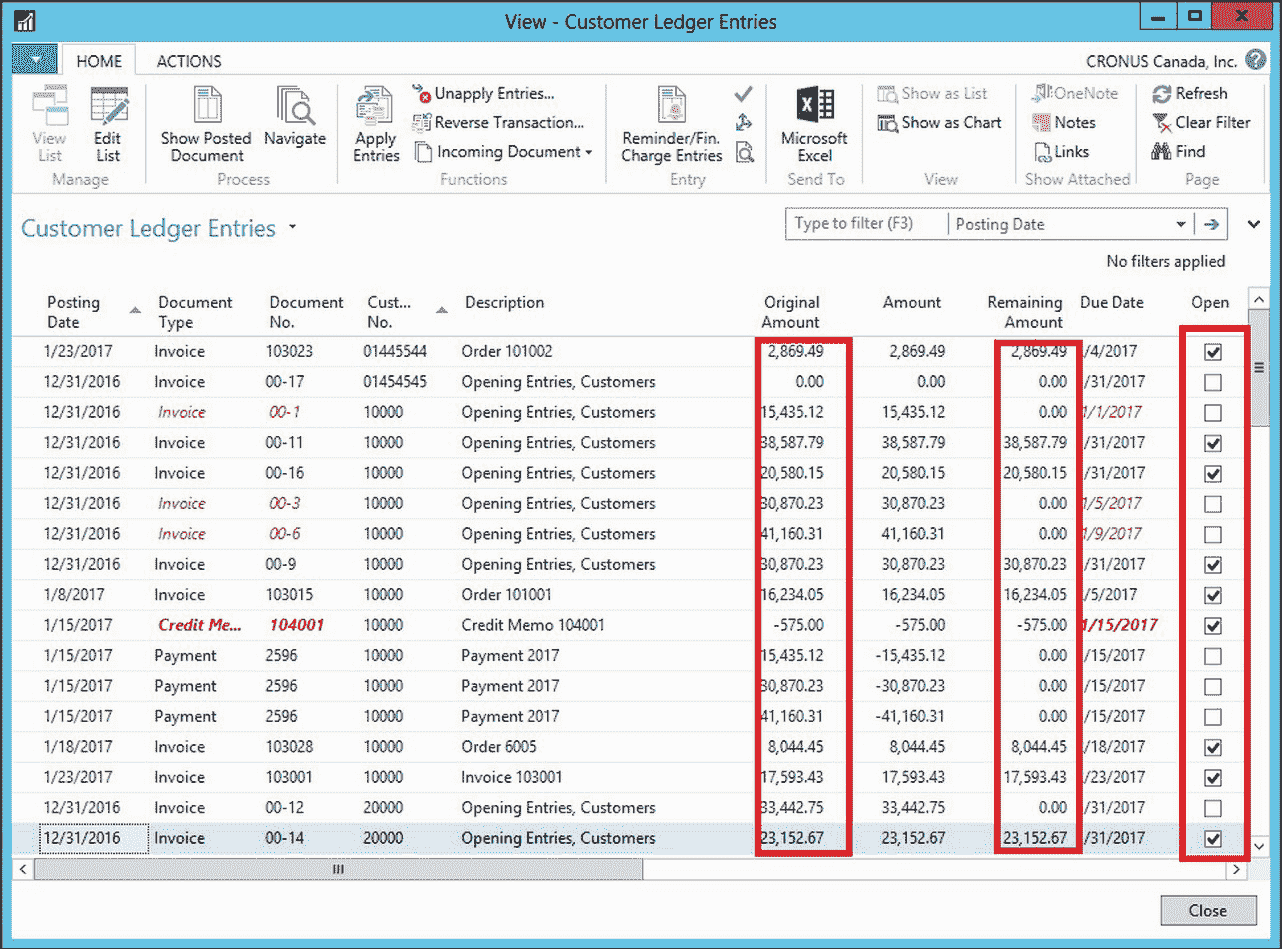 View - Customer Ledger Entries
HOME ACTIONS CRONUS Canada, Inc.
View List
Edit List
Manage
Show Posted Document
Navigate
Process
Apply Entries
Unapply Entries...
Reverse Transaction...
Incoming Document
Functions
Reminder/Fin. Charge Entries
Entry
Microsoft Excel
Send To
Show as List
Show as Chart
View
OneNote
Notes
Links
Show Attached
Refresh
Clear Filter
Find
Page
Customer Ledger Entries
Type to filter (F3) Posting Date
No filters applied
Posting Date Document Type Document No. Cust... No. Description Original Amount Amount Remaining Amount Due Date Open
1/23/2017 Invoice 103023 01445544 Order 101002 2,869.49 2,869.49 2,869.49 /4/2017
12/31/2016 Invoice 00-17 01454545 Opening Entries, Customers 0.00 0.00 0.00 /31/2017
12/31/2016 Invoice 00-1 10000 Opening Entries, Customers 15,435.12 15,435.12 0.00 1/1/2017
12/31/2016 Invoice 00-11 10000 Opening Entries, Customers 38,587.79 38,587.79 38,587.79 /31/2017
12/31/2016 Invoice 00-16 10000 Opening Entries, Customers 20,580.15 20,580.15 20,580.15 /31/2017
12/31/2016 Invoice 00-3 10000 Opening Entries, Customers 30,870.23 30,870.23 0.00 1/5/2017
12/31/2016 Invoice 00-6 10000 Opening Entries, Customers 41,160.31 41,160.31 0.00 1/9/2017
12/31/2016 Invoice 00-9 10000 Opening Entries, Customers 30,870.23 30,870.23 30,870.23 /31/2017
1/8/2017 Invoice 103015 10000 Order 101001 16,234.05 16,234.05 16,234.05 /5/2017
1/15/2017 Credit Me... 104001 10000 Credit Memo 104001 -575.00 -575.00 -575.00 1/15/2017
1/15/2017 Payment 2596 10000 Payment 2017 15,435.12 -15,435.12 0.00 /15/2017
1/15/2017 Payment 2596 10000 Payment 2017 30,870.23 -30,870.23 0.00 /15/2017
1/15/2017 Payment 2596 10000 Payment 2017 41,160.31 -41,160.31 0.00 /15/2017
1/18/2017 Invoice 103028 10000 Order 6005 8,044.45 8,044.45 8,044.45 /18/2017
1/23/2017 Invoice 103001 10000 Invoice 103001 17,593.43 17,593.43 17,593.43 /23/2017
12/31/2016 Invoice 00-12 20000 Opening Entries, Customers 33,442.75 33,442.75 0.00 /31/2017
12/31/2016 Invoice 00-14 20000 Opening Entries, Customers 23,152.67 23,152.67 23,152.67 /31/2017
Close